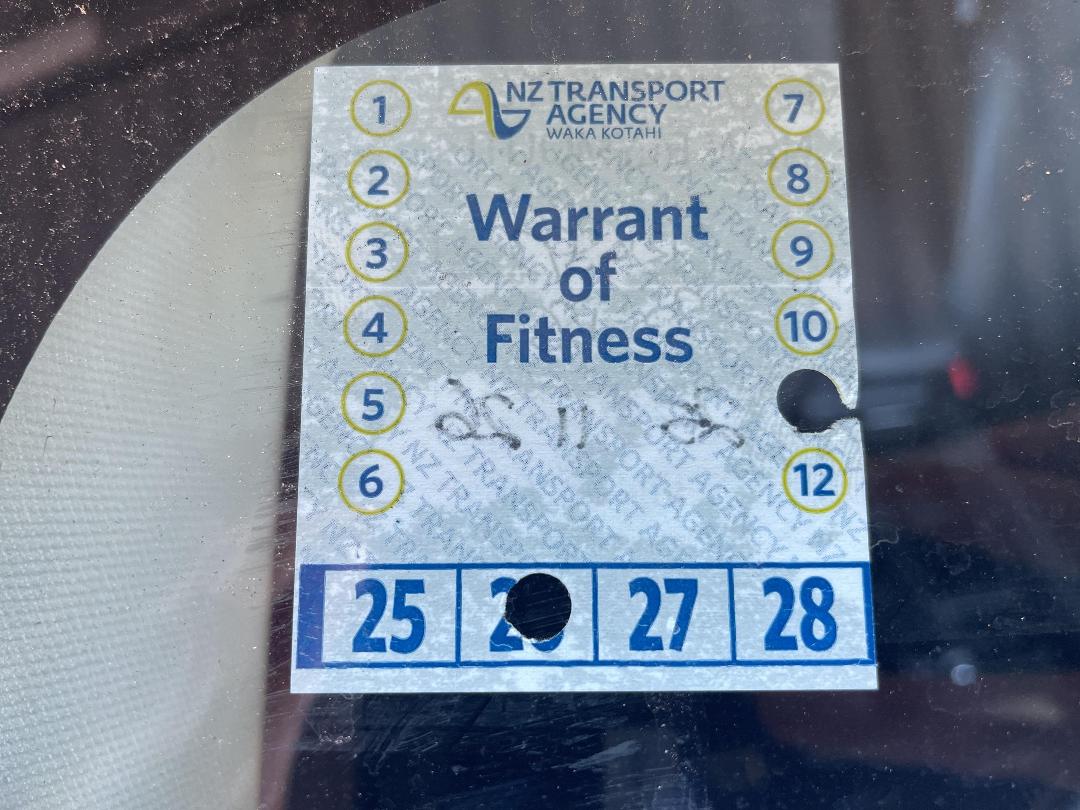 NZ TRANSPORT
AGENCY
WAKA KOTAHI
1
2
3
4
5
6
7
8
9
10
12
Warrant
of
Fitness
11
25
27
28